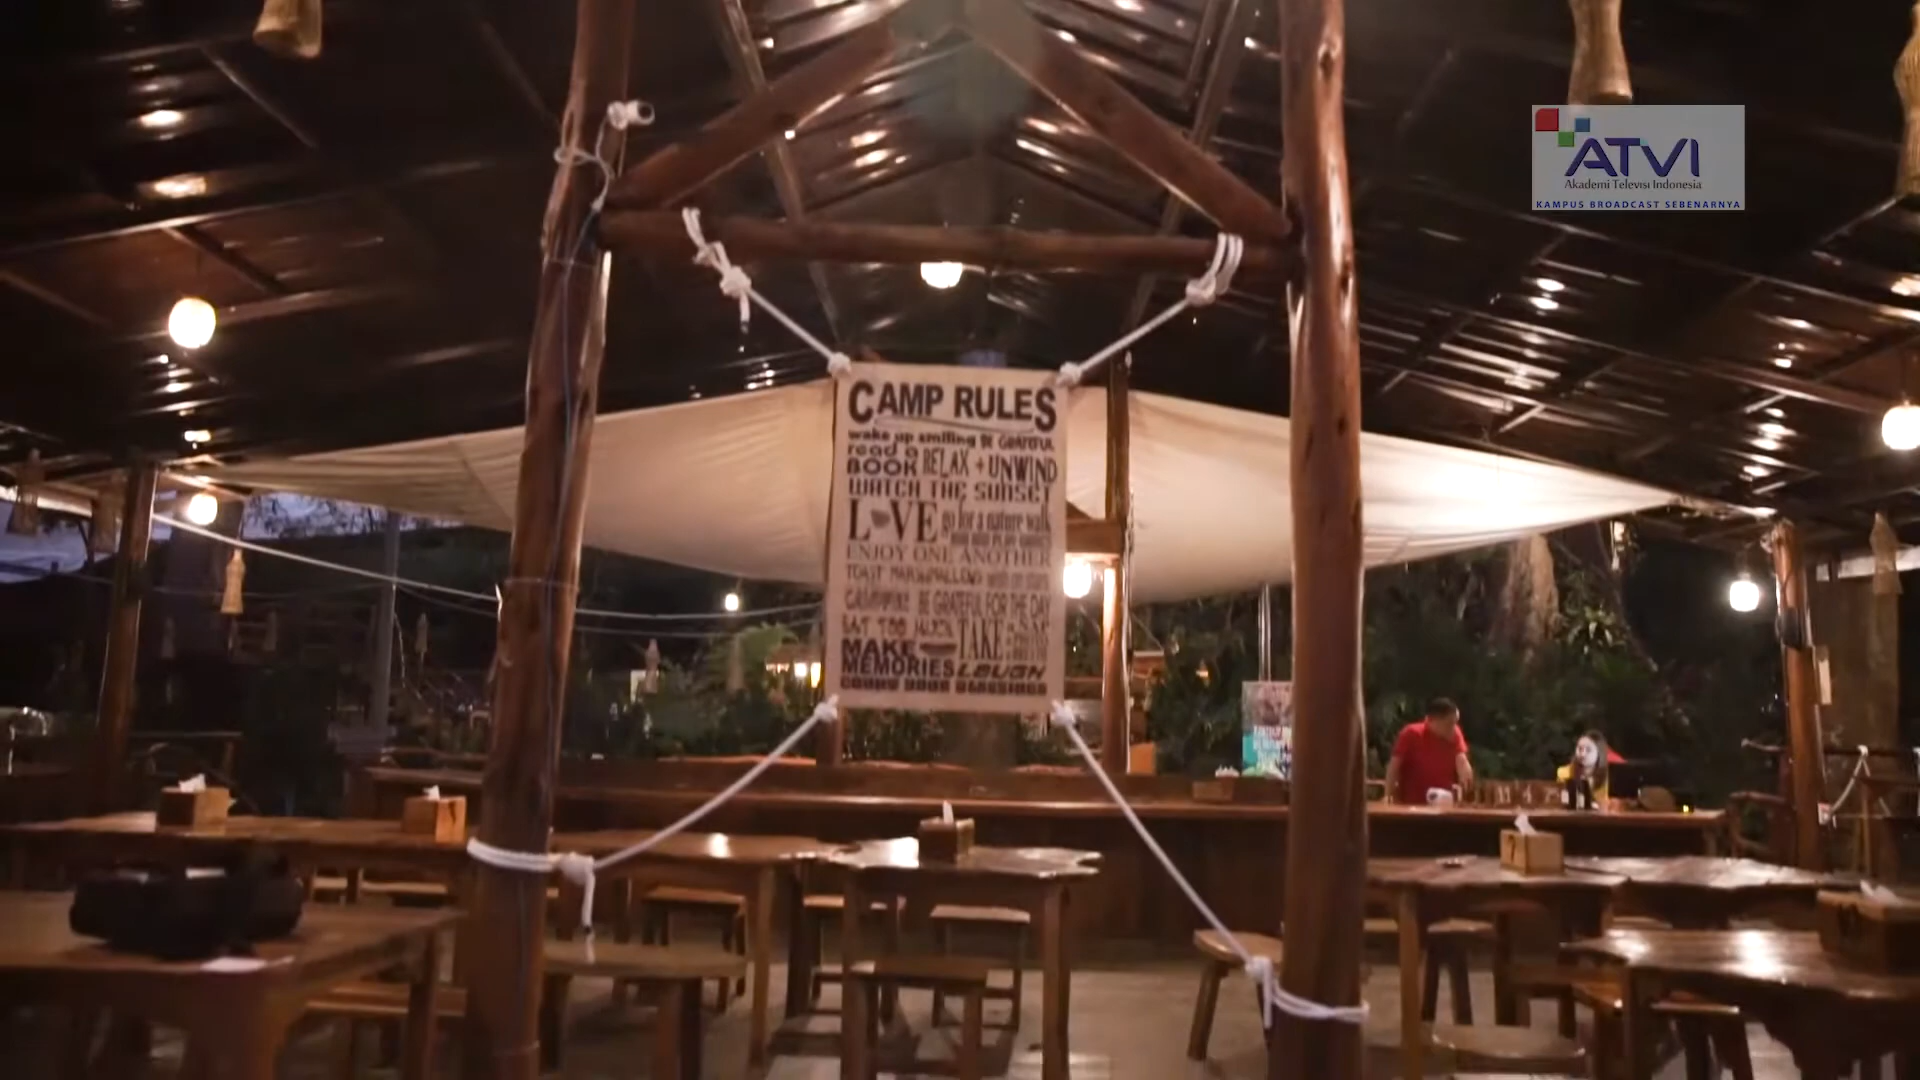 ATVI
Akademi Televisi Indonesia
KAMPUS BROADCAST SEBENARNYA
CAMP RULES
wake up smiling BE GRATEFUL
read a
BOOK RELAX + UNWIND
WATCH THE SUNSET
LOVE go for a nature walk
ENJOY ONE ANOTHER
TOAST MARSHMALLOWS
CAMPFIRE BE GRATEFUL FOR THE DAY
EAT TOO MUCH TAKE
MAKE
MEMORIES LAUGH
COUNT YOUR BLESSINGS